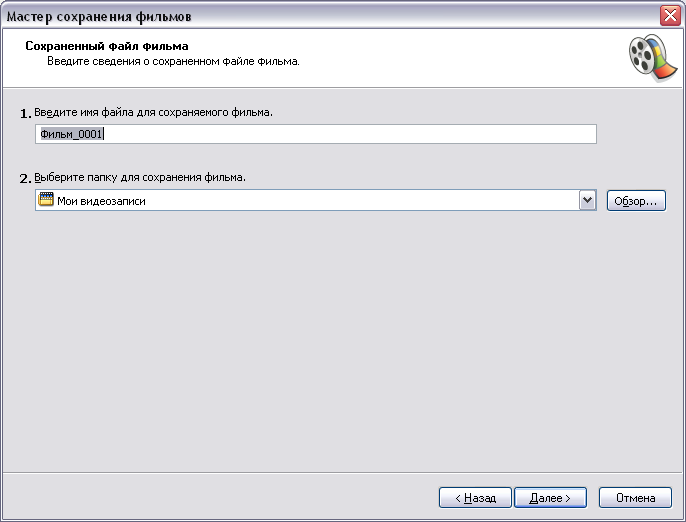 Мастер сохранения фильмов
Сохраненный файл фильма
Введите сведения о сохраненном файле фильма.
1. Введите имя файла для сохраняемого фильма.
Фильм_0001
2. Выберите папку для сохранения фильма.
Мои видеозаписи
Обзор...
< Назад
Далее >
Отмена